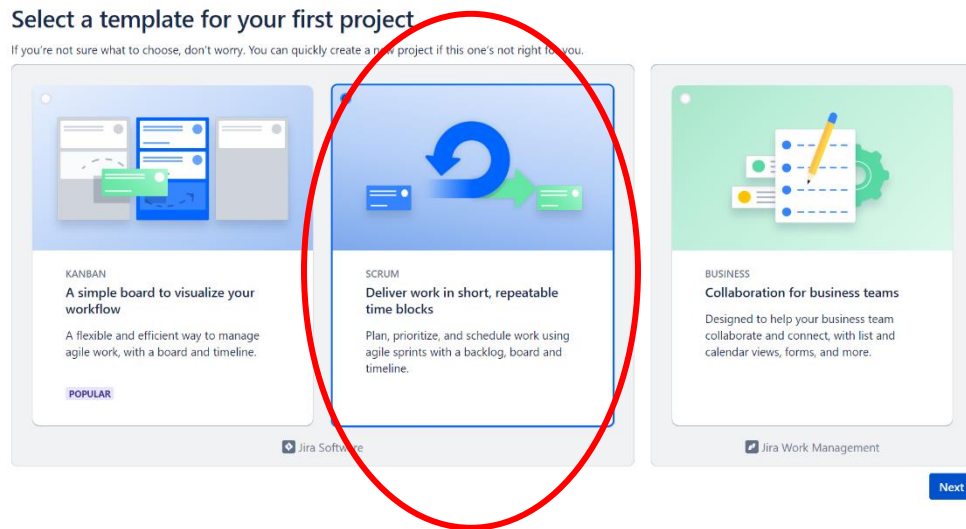 Select a template for your first project
If you're not sure what to choose, don't worry. You can quickly create a new project if this one's not right for you.
KANBAN
A simple board to visualize your
workflow
A flexible and efficient way to manage
agile work, with a board and timeline.
POPULAR
SCRUM
Deliver work in short, repeatable
time blocks
Plan, prioritize, and schedule work using
agile sprints with a backlog, board and
timeline.
Jira Software
BUSINESS
Collaboration for business teams
Designed to help your business team
collaborate and connect, with list and
calendar views, forms, and more.
Jira Work Management
Next